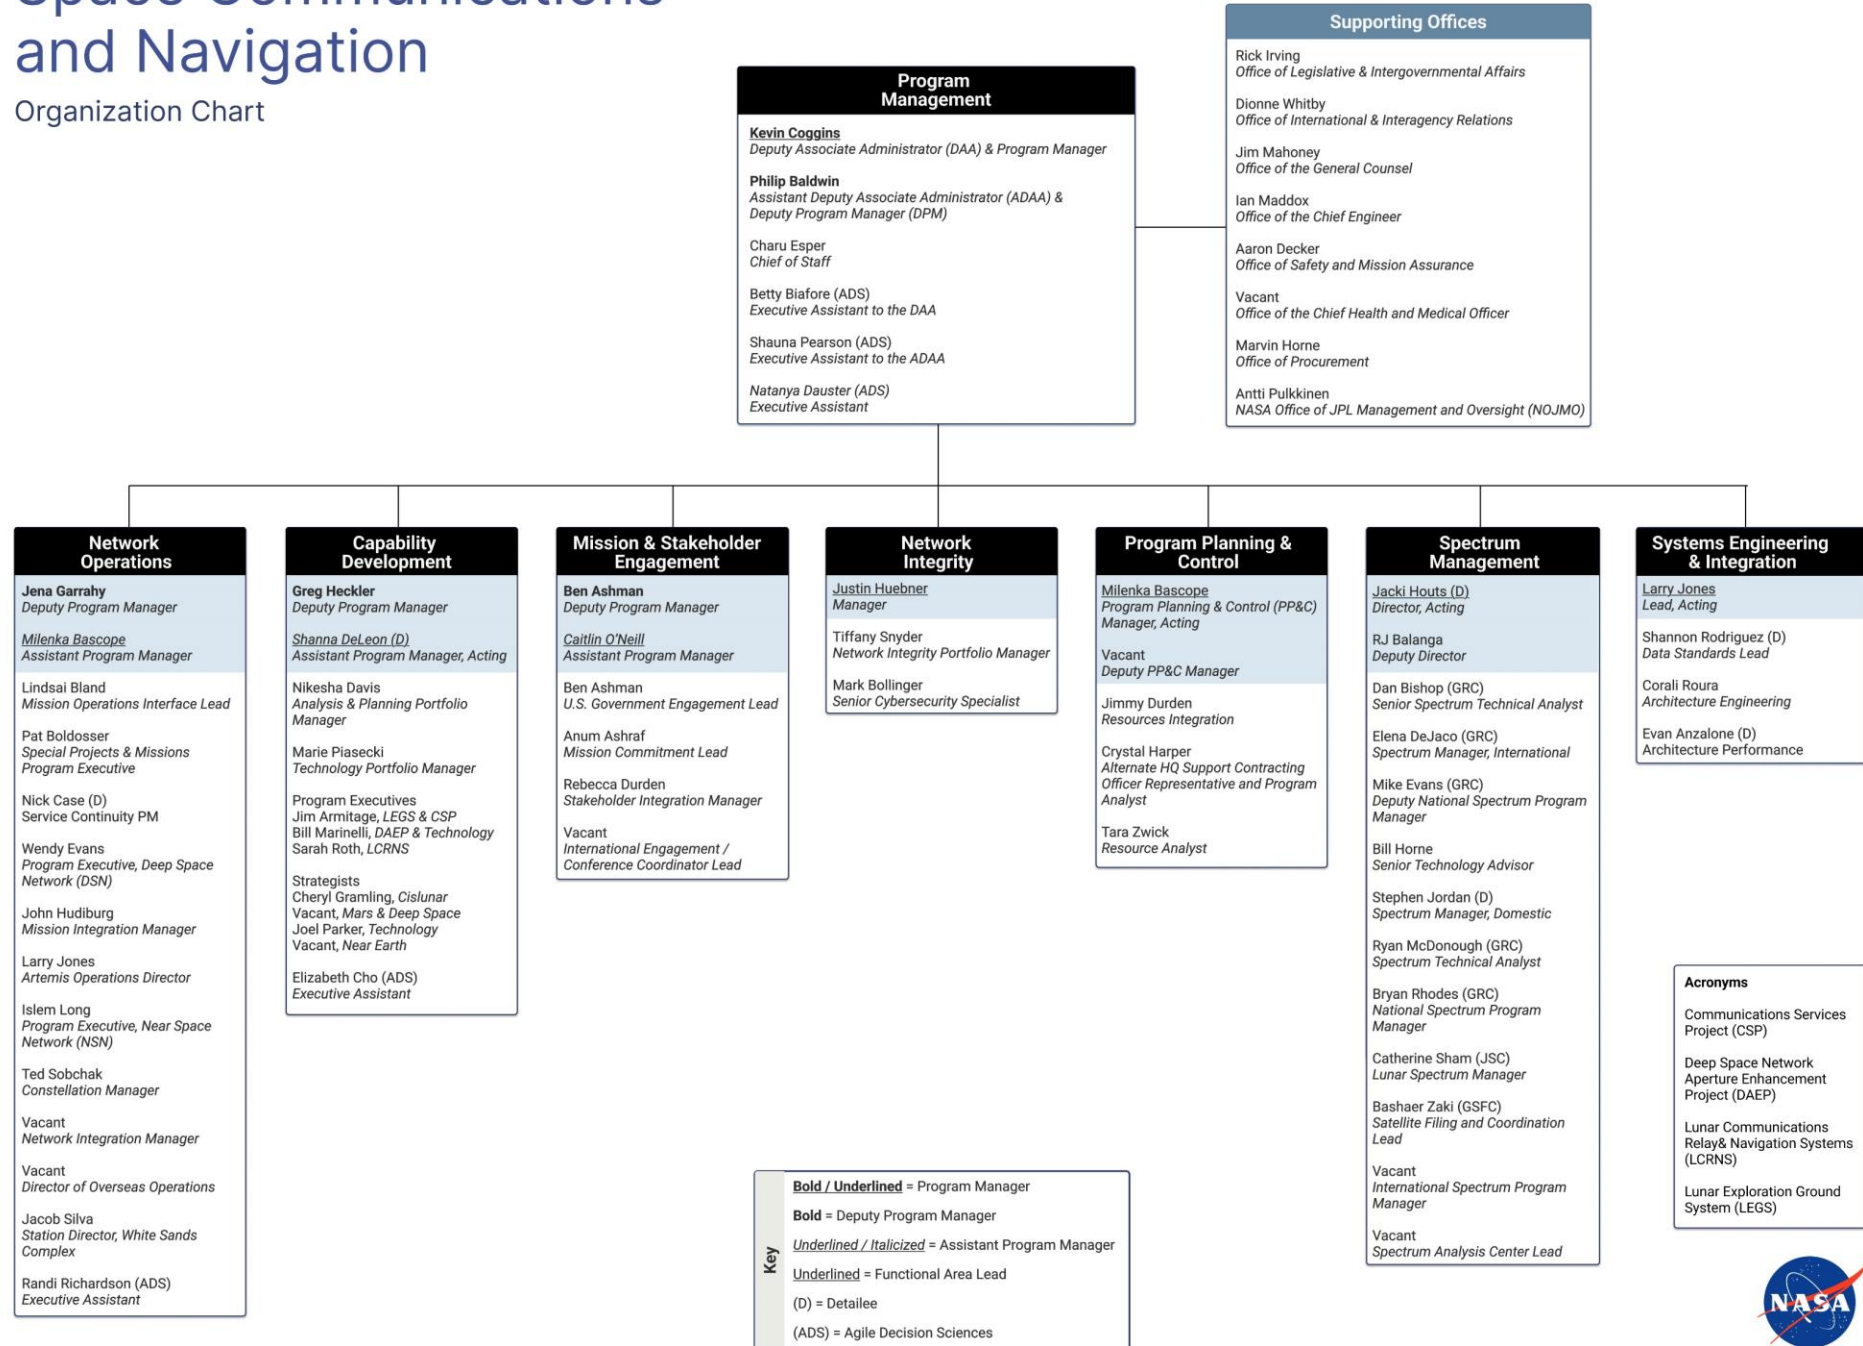 Space Communications
and Navigation
Organization Chart
Program
Management
Kevin Coggins
Deputy Associate Administrator (DAA) & Program Manager
Philip Baldwin
Assistant Deputy Associate Administrator (ADAA) &
Deputy Program Manager (DPM)
Charu Esper
Chief of Staff
Betty Biafore (ADS)
Executive Assistant to the DAA
Shauna Pearson (ADS)
Executive Assistant to the ADAA
Natanya Dauster (ADS)
Executive Assistant
Supporting Offices
Rick Irving
Office of Legislative & Intergovernmental Affairs
Dionne Whitby
Office of International & Interagency Relations
Jim Mahoney
Office of the General Counsel
Ian Maddox
Office of the Chief Engineer
Aaron Decker
Office of Safety and Mission Assurance
Vacant
Office of the Chief Health and Medical Officer
Marvin Horne
Office of Procurement
Antti Pulkkinen
NASA Office of JPL Management and Oversight (NOJMO)
Network
Operations
Jena Garrahy
Deputy Program Manager
Milenka Bascope
Assistant Program Manager
Lindsai Bland
Mission Operations Interface Lead
Pat Boldosser
Special Projects & Missions
Program Executive
Nick Case (D)
Service Continuity PM
Wendy Evans
Program Executive, Deep Space
Network (DSN)
John Hudiburg
Mission Integration Manager
Larry Jones
Artemis Operations Director
Islem Long
Program Executive, Near Space
Network (NSN)
Ted Sobchak
Constellation Manager
Vacant
Network Integration Manager
Vacant
Director of Overseas Operations
Jacob Silva
Station Director, White Sands
Complex
Randi Richardson (ADS)
Executive Assistant
Capability
Development
Greg Heckler
Deputy Program Manager
Shanna DeLeon (D)
Assistant Program Manager, Acting
Nikesha Davis
Analysis & Planning Portfolio
Manager
Marie Piasecki
Technology Portfolio Manager
Program Executives
Jim Armitage, LEGS & CSP
Bill Marinelli, DAEP & Technology
Sarah Roth, LCRNS
Strategists
Cheryl Gramling, Cislunar
Vacant, Mars & Deep Space
Joel Parker, Technology
Vacant, Near Earth
Elizabeth Cho (ADS)
Executive Assistant
Mission & Stakeholder
Engagement
Ben Ashman
Deputy Program Manager
Caitlin O'Neill
Assistant Program Manager
Ben Ashman
U.S. Government Engagement Lead
Anum Ashraf
Mission Commitment Lead
Rebecca Durden
Stakeholder Integration Manager
Vacant
International Engagement /
Conference Coordinator Lead
Network
Integrity
Justin Huebner
Manager
Tiffany Snyder
Network Integrity Portfolio Manager
Mark Bollinger
Senior Cybersecurity Specialist
Program Planning &
Control
Milenka Bascope
Program Planning & Control (PP&C)
Manager, Acting
Vacant
Deputy PP&C Manager
Jimmy Durden
Resources Integration
Crystal Harper
Alternate HQ Support Contracting
Officer Representative and Program
Analyst
Tara Zwick
Resource Analyst
Spectrum
Management
Jacki Houts (D)
Director, Acting
RJ Balanga
Deputy Director
Dan Bishop (GRC)
Senior Spectrum Technical Analyst
Elena DeJaco (GRC)
Spectrum Manager, International
Mike Evans (GRC)
Deputy National Spectrum Program
Manager
Bill Horne
Senior Technology Advisor
Stephen Jordan (D)
Spectrum Manager, Domestic
Ryan McDonough (GRC)
Spectrum Technical Analyst
Bryan Rhodes (GRC)
National Spectrum Program
Manager
Catherine Sham (JSC)
Lunar Spectrum Manager
Bashaer Zaki (GSFC)
Satellite Filing and Coordination
Lead
Vacant
International Spectrum Program
Manager
Vacant
Spectrum Analysis Center Lead
Systems Engineering
& Integration
Larry Jones
Lead, Acting
Shannon Rodriguez (D)
Data Standards Lead
Corali Roura
Architecture Engineering
Evan Anzalone (D)
Architecture Performance
Acronyms
Communications Services
Project (CSP)
Deep Space Network
Aperture Enhancement
Project (DAEP)
Lunar Communications
Relay& Navigation Systems
(LCRNS)
Lunar Exploration Ground
System (LEGS)
Key
Bold / Underlined = Program Manager
Bold = Deputy Program Manager
Underlined / Italicized = Assistant Program Manager
Underlined = Functional Area Lead
(D) = Detailee
(ADS) = Agile Decision Sciences
NASA